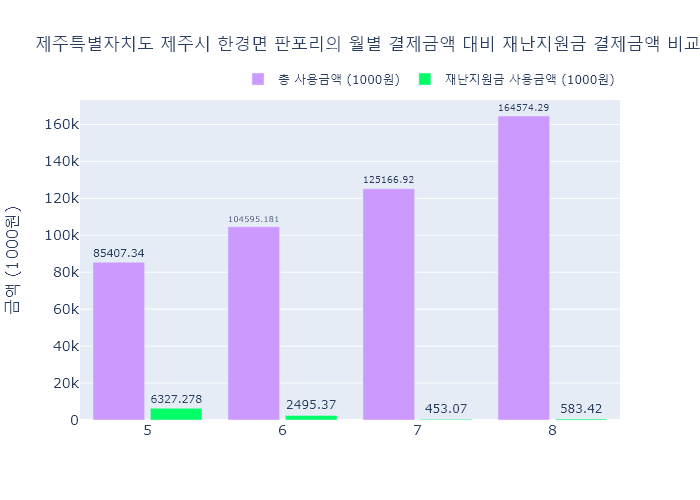 제주특별자치도 제주시 한경면 판포리의 월별 결제금액 대비 재난지원금 결제금액 비교
총 사용금액 (1000원)
재난지원금 사용금액 (1000원)
금액 (1000원)
160k
140k
120k
100k
80k
60k
40k
20k
0
85407.34
6327.278
104595.181
2495.37
125166.92
453.07
164574.29
583.42
5
6
7
8